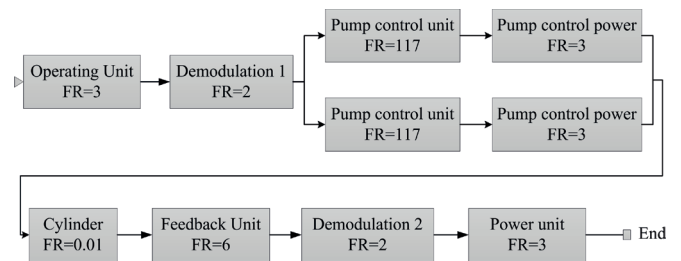 Operating Unit
FR=3
Demodulation 1
FR=2
Pump control unit
FR=117
Pump control power
FR=3
Pump control unit
FR=117
Pump control power
FR=3
Cylinder
FR=0.01
Feedback Unit
FR=6
Demodulation 2
FR=2
Power unit
FR=3
End